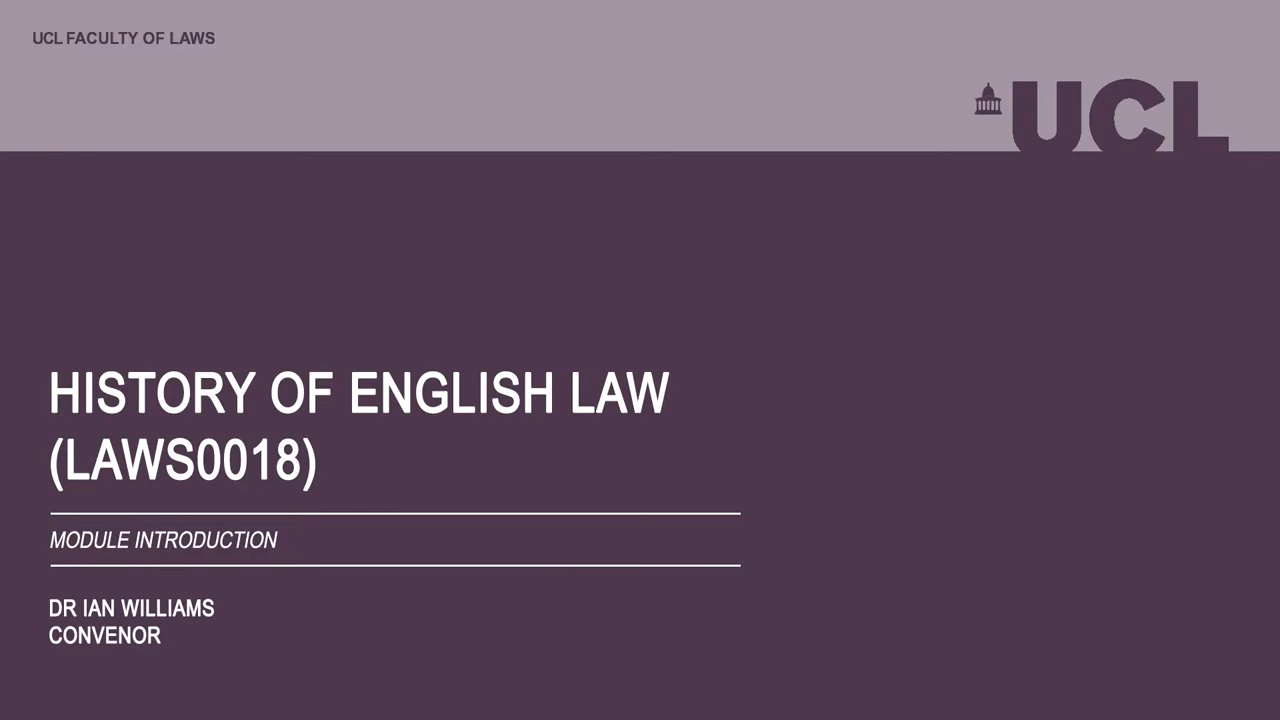 UCL FACULTY OF LAWS
UCL
HISTORY OF ENGLISH LAW
(LAWS0018)
MODULE INTRODUCTION
DR IAN WILLIAMS
CONVENOR